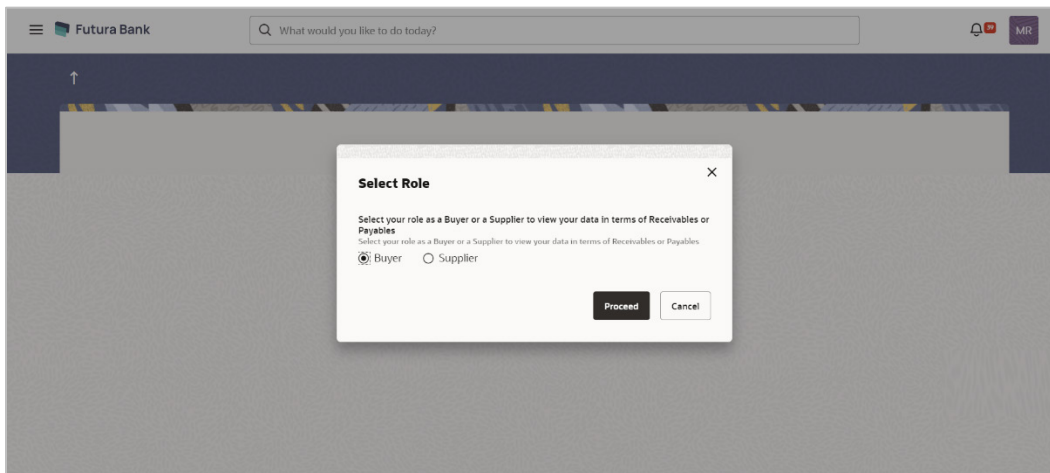 Futura Bank
What would you like to do today?
MR
Select Role
Select your role as a Buyer or a Supplier to view your data in terms of Receivables or
Payables
Select your role as a Buyer or a Supplier to view your data in terms of Receivables or Payables
Buyer Supplier
Proceed Cancel